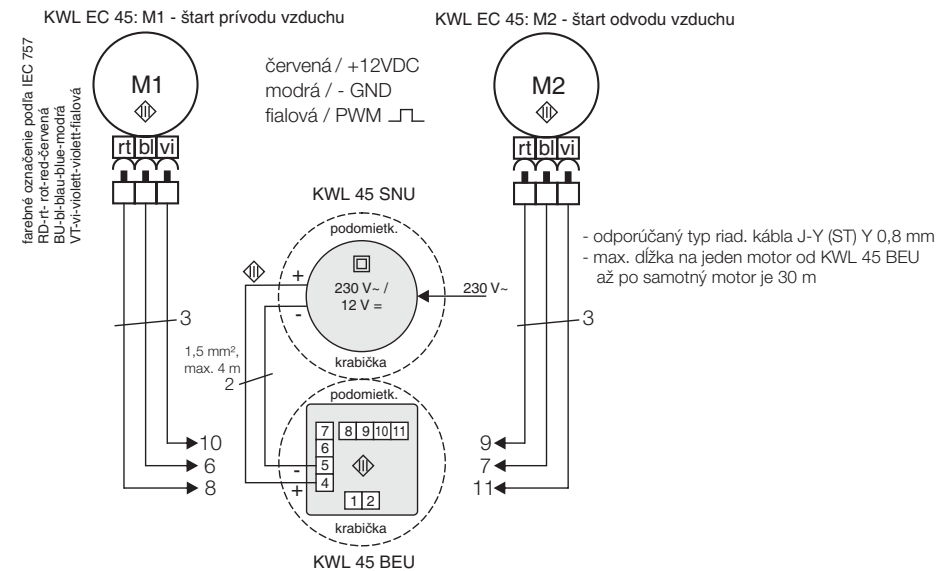 KWL EC 45: M1 - štart prívodu vzduchu
KWL EC 45: M2 - štart odvodu vzduchu
farebné označenie podľa IEC 757
RD-rt- rot-red-červená
BU-bl-blau-blue-modrá
VT-vi-violett-violett-fialová
M1
rt bl vi
červená / +12VDC
modrá / - GND
fialová / PWM
M2
rt bl vi
KWL 45 SNU
podomietk.
+
-
230 V~ /
12 V =
230 V~
krabička
- odporúčaný typ riad. kábla J-Y (ST) Y 0,8 mm
- max. dĺžka na jeden motor od KWL 45 BEU
až po samotný motor je 30 m
3
3
1,5 mm²,
max. 4 m
2
podomietk.
7 8 9 10 11
6
5
4
-
+
1 2
krabička
KWL 45 BEU
10
6
8
9
7
11